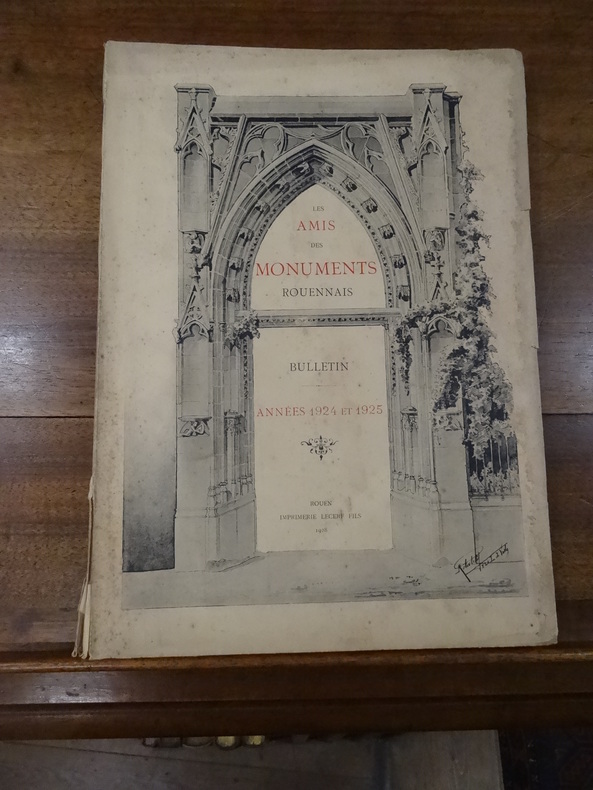 LES
AMIS
DES
MONUMENTS
ROUENNAIS
BULLETIN
ANNÉES 1924 ET 1925
ROUEN
IMPRIMERIE LECERF FILS